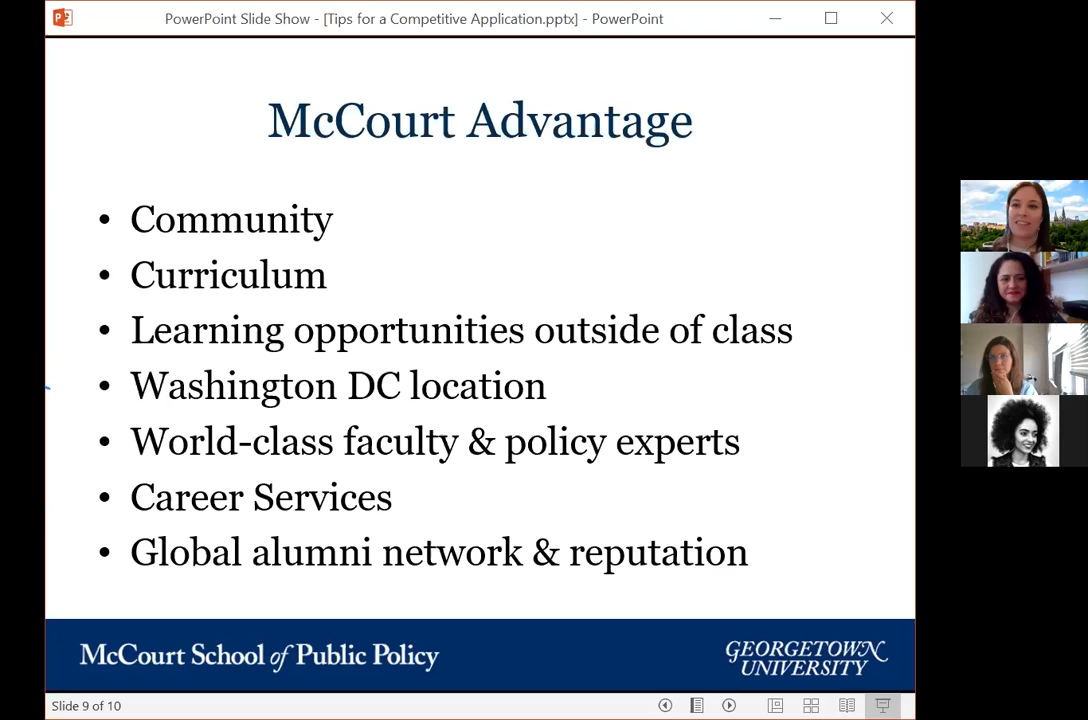 PowerPoint Slide Show - [Tips for a Competitive Application.pptx] - PowerPoint
McCourt Advantage
• Community
• Curriculum
• Learning opportunities outside of class
• Washington DC location
• World-class faculty & policy experts
• Career Services
• Global alumni network & reputation
McCourt School of Public Policy
GEORGETOWN
UNIVERSITY
Slide 9 of 10